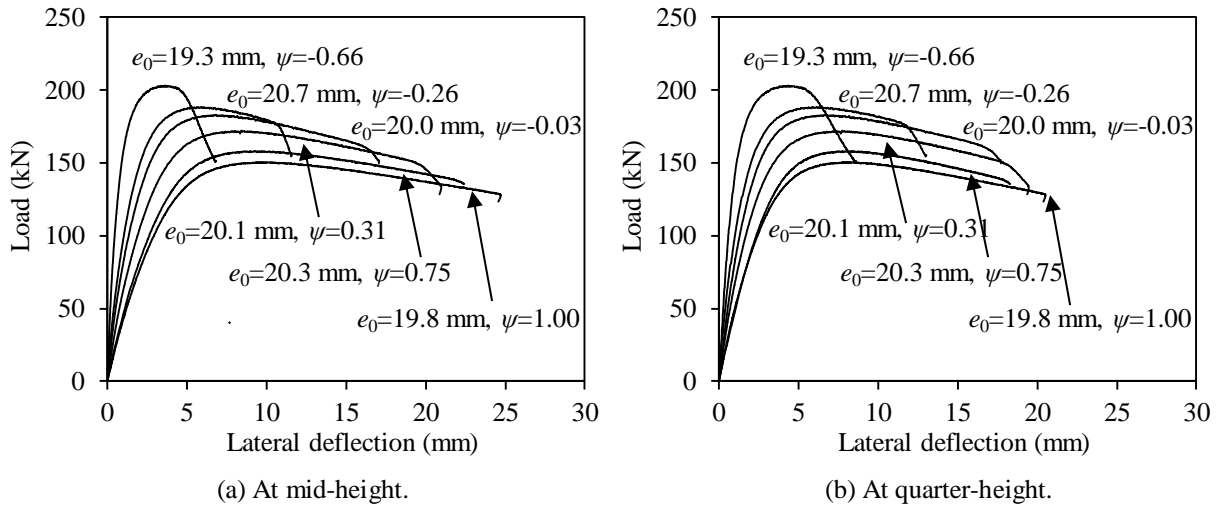 250
200
150
100
50
0
Load (kN)
e0=19.3 mm, ψ=-0.66
e0=20.7 mm, ψ=-0.26
e0=20.0 mm, ψ=-0.03
e0=20.1 mm, ψ=0.31
e0=20.3 mm, ψ=0.75
e0=19.8 mm, ψ=1.00
0 5 10 15 20 25 30
Lateral deflection (mm)
(a) At mid-height.
250
200
150
100
50
0
Load (kN)
e0=19.3 mm, ψ=-0.66
e0=20.7 mm, ψ=-0.26
e0=20.0 mm, ψ=-0.03
e0=20.1 mm, ψ=0.31
e0=20.3 mm, ψ=0.75
e0=19.8 mm, ψ=1.00
0 5 10 15 20 25 30
Lateral deflection (mm)
(b) At quarter-height.